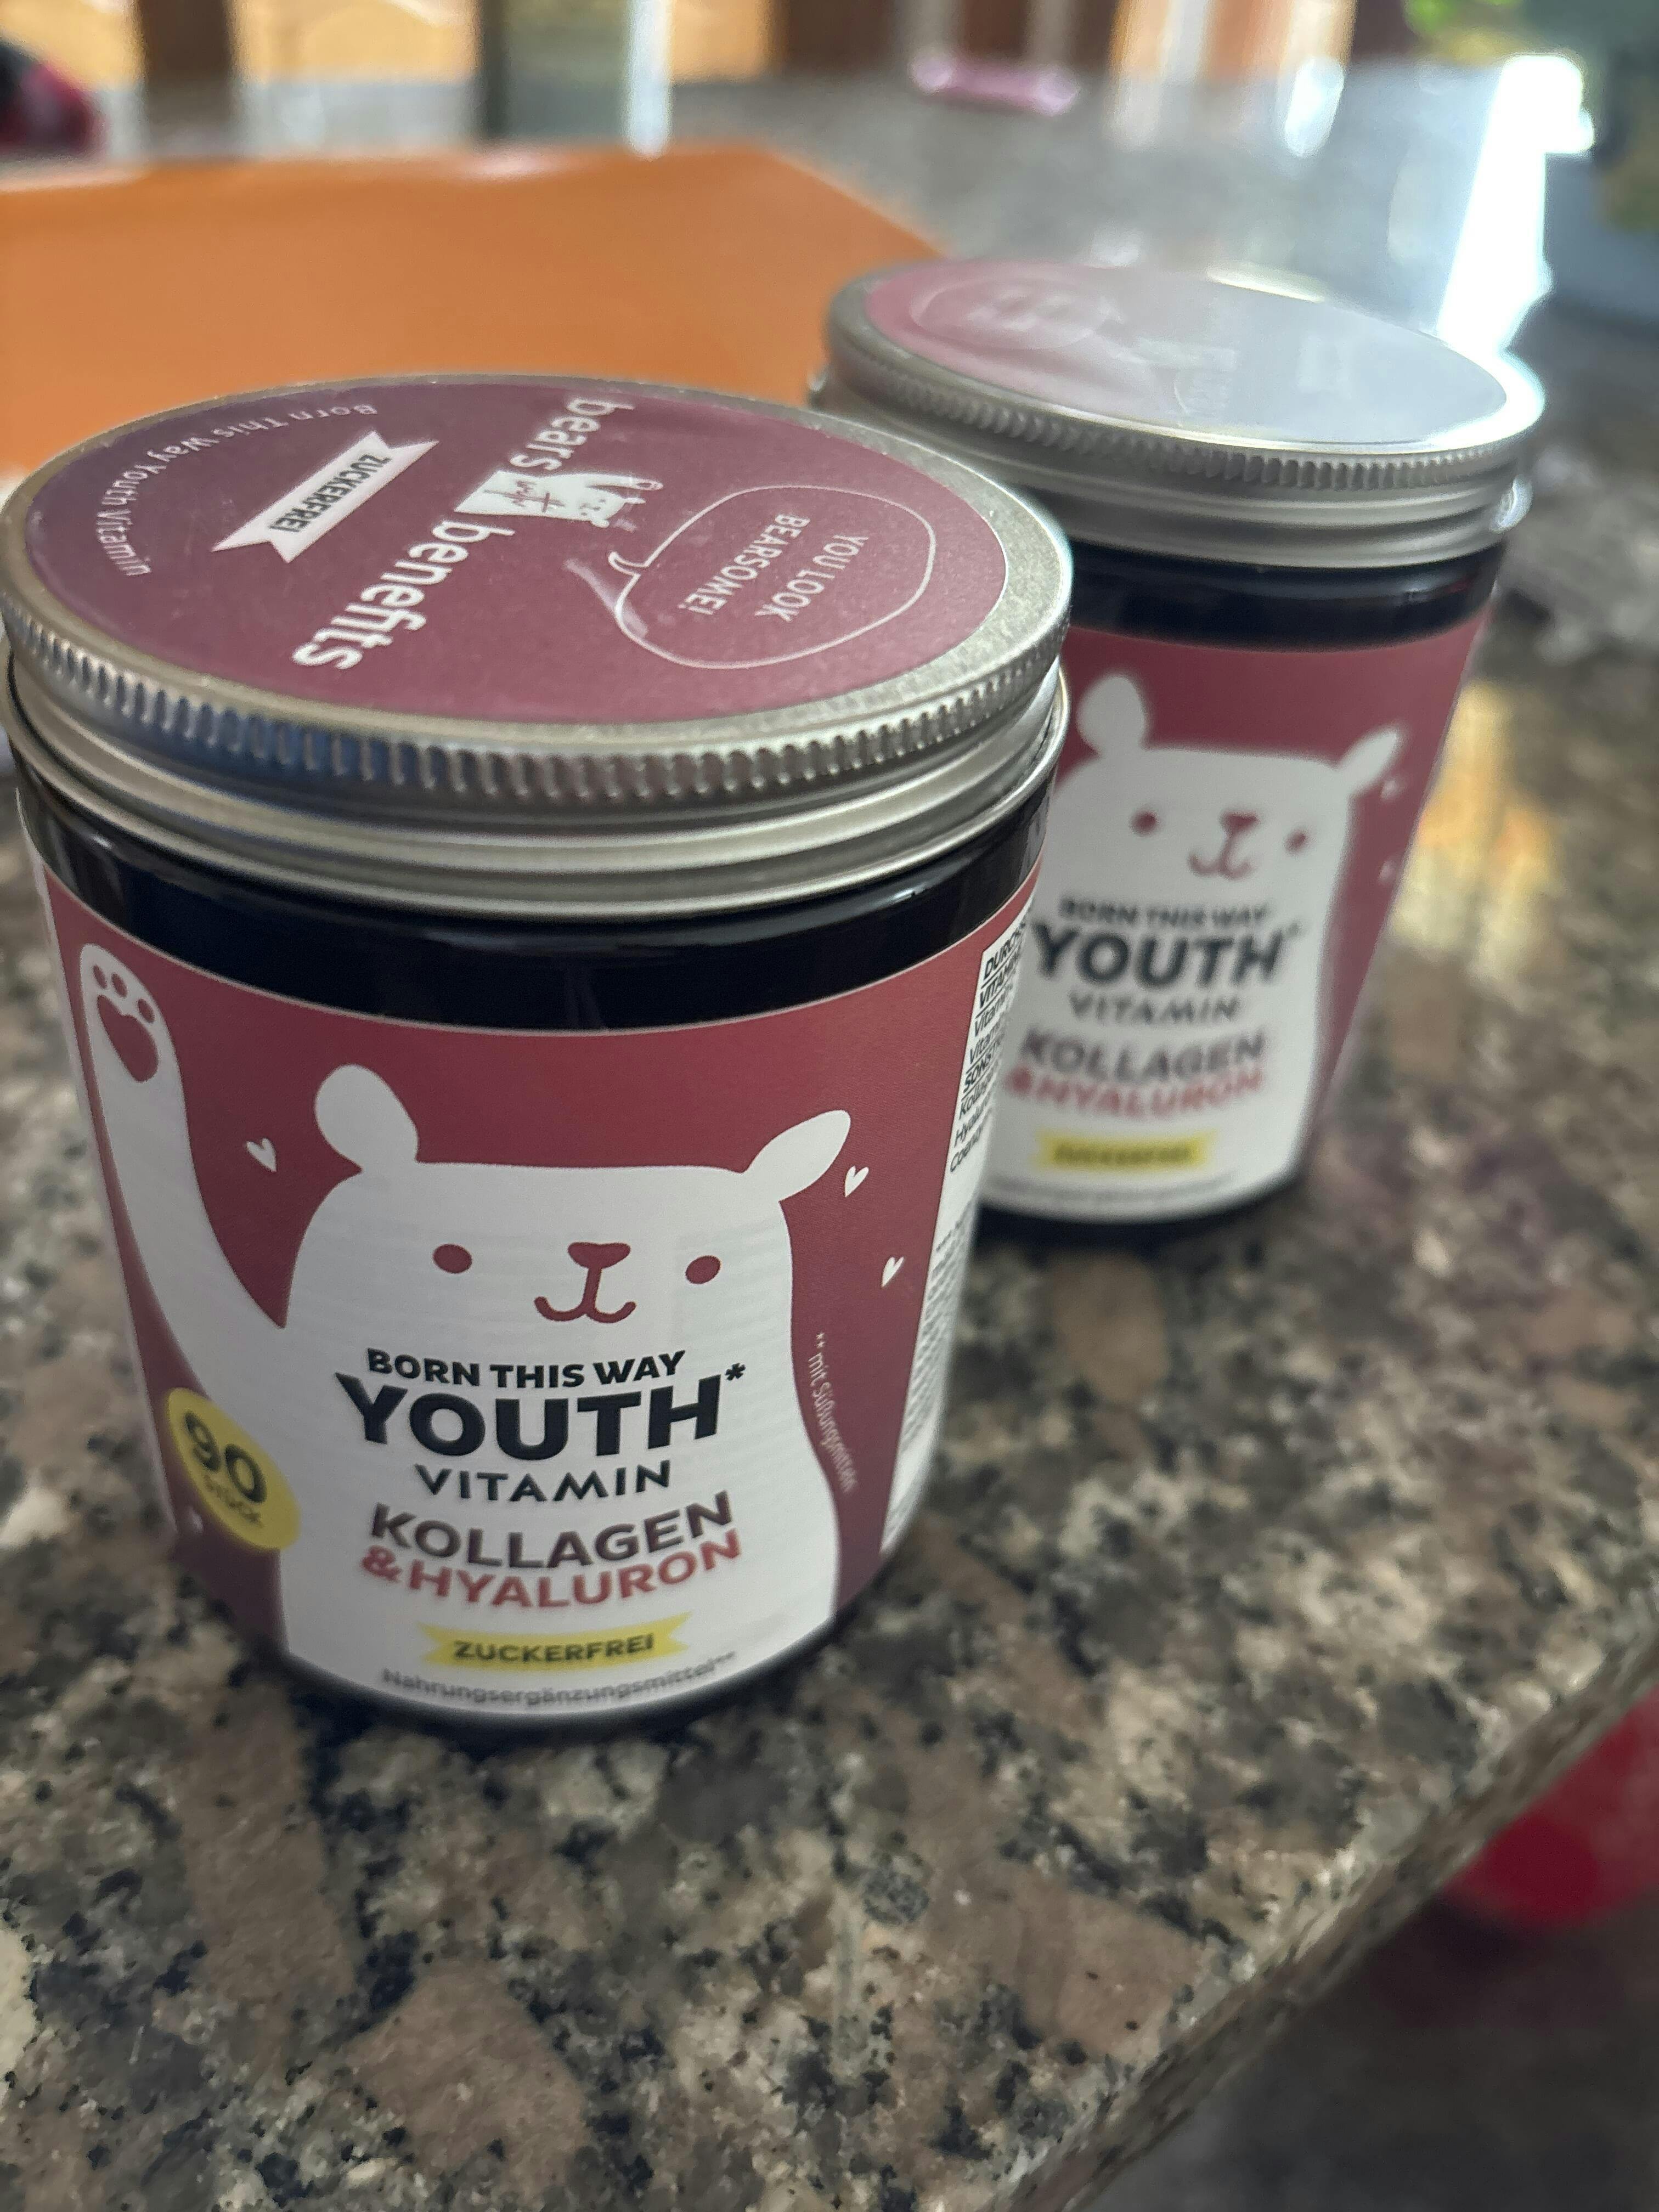 Born This Way Youth Vitamin
ZUCKERFREI
bears benefits
YOU LOOK
BEARSOME!
BORN THIS WAY
YOUTH*
VITAMIN
KOLLAGEN
&HYALURON
ZUCKERFREI
Nahrungsergänzungsmittel**
90
STÜCK
** mit Süßungsmitteln
BORN THIS WAY
YOUTH*
VITAMIN
KOLLAGEN
&HYALURON
ZUCKERFREI